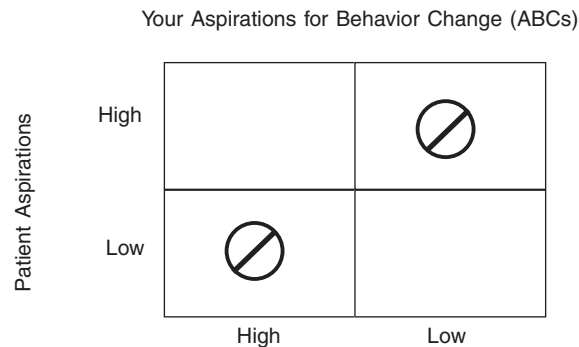 Your Aspirations for Behavior Change (ABCs)
Patient Aspirations
High
Low
High Low